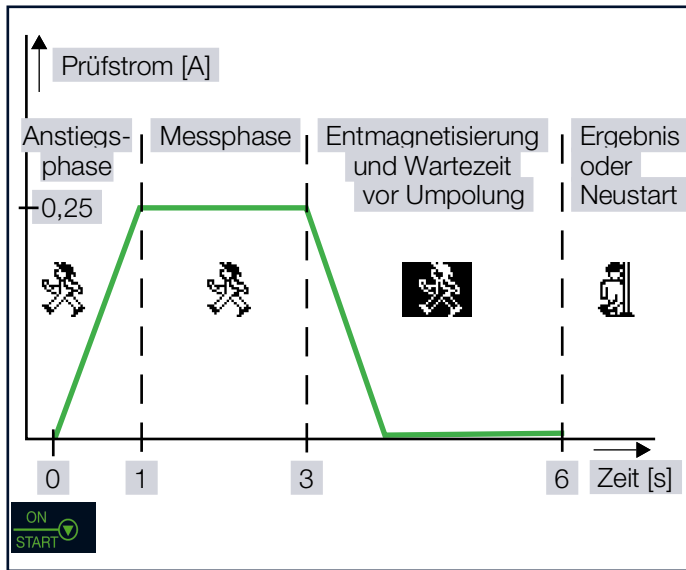 Prüfstrom [A]
Anstiegs-
phase
Messphase
Entmagnetisierung
und Wartezeit
vor Umpolung
Ergebnis
oder
Neustart
0,25
0
1
3
6
Zeit [s]
ON
START